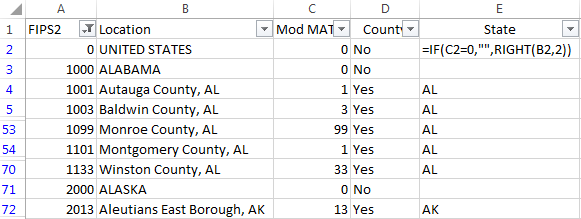 A B C D E
1 FIPS2 Location Mod MAT County State
2 0 UNITED STATES 0 No =IF(C2=0,"",RIGHT(B2,2))
3 1000 ALABAMA 0 No
4 1001 Autauga County, AL 1 Yes AL
5 1003 Baldwin County, AL 3 Yes AL
53 1099 Monroe County, AL 99 Yes AL
54 1101 Montgomery County, AL 1 Yes AL
70 1133 Winston County, AL 33 Yes AL
71 2000 ALASKA 0 No
72 2013 Aleutians East Borough, AK 13 Yes AK